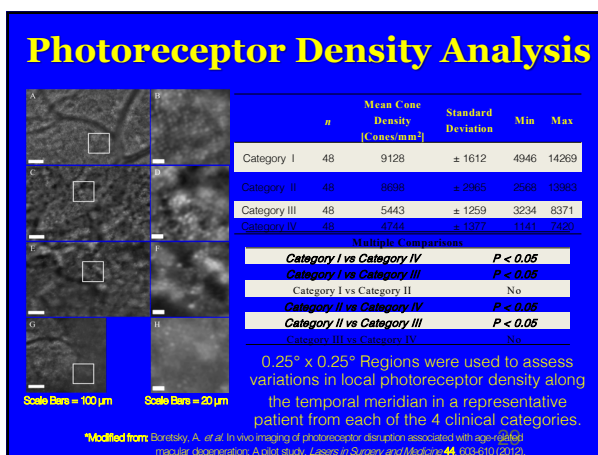 Photoreceptor Density Analysis
A
B
C
D
E
F
G
H
Scale Bars = 100 µm Scale Bars = 20 µm
n Mean Cone Density [Cones/mm²] Standard Deviation Min Max
Category I 48 9128 ± 1612 4946 14269
Category II 48 ± 2085
Category III 48 5443 ± 1259 3234 8371
Category IV 43 4744 ± 1377 1141 7420
Multiple Comparisons
Category I vs Category IV P < 0.05
Category I vs Category III P < 0.05
Category I vs Category II No
Category II vs Category IV P < 0.05
Category II vs Category III P < 0.05
Category III vs Category IV No
0.25° x 0.25° Regions were used to assess
variations in local photoreceptor density along
the temporal meridian in a representative
patient from each of the 4 clinical categories.
*Modified from: Boretsky, A. et al. In vivo imaging of photoreceptor disruption associated with age-related
macular degeneration: A pilot study. Lasers in Surgery and Medicine 44, 603-610 (2012).